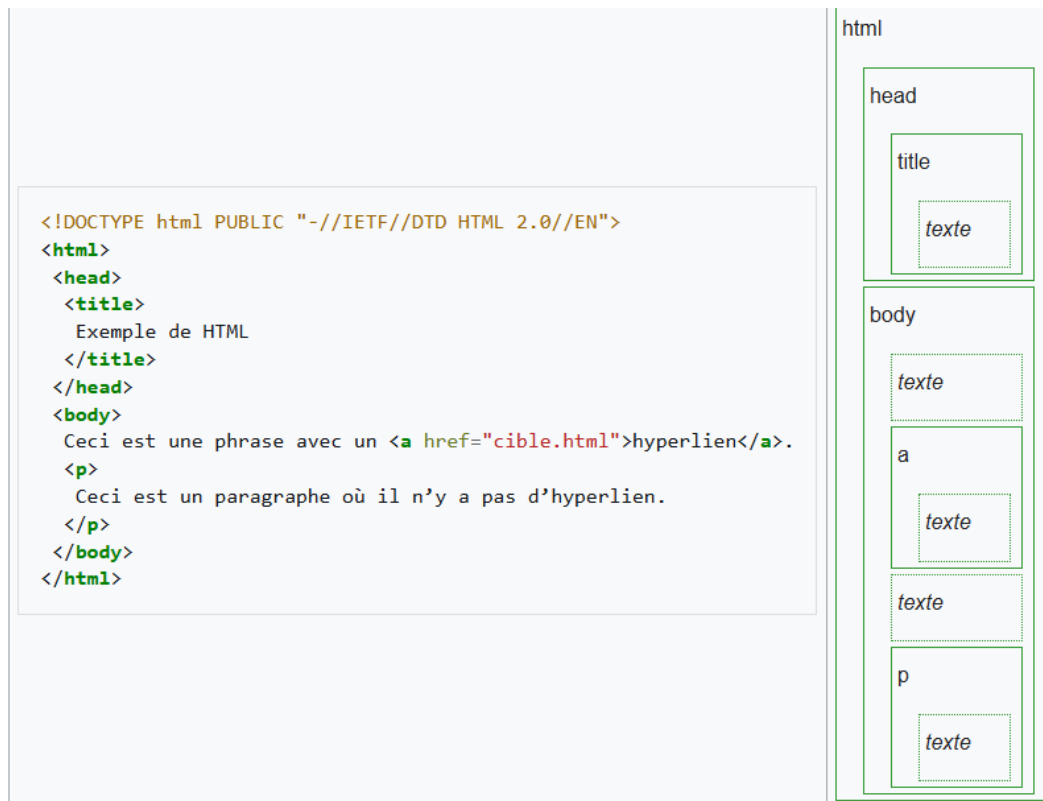 <!DOCTYPE html PUBLIC "-//IETF//DTD HTML 2.0//EN">
<html>
 <head>
  <title>
   Exemple de HTML
  </title>
 </head>
 <body>
  Ceci est une phrase avec un <a href="cible.html">hyperlien</a>.
  <p>
   Ceci est un paragraphe où il n’y a pas d’hyperlien.
  </p>
 </body>
</html>
html
head
title
texte
body
texte
a
texte
texte
p
texte